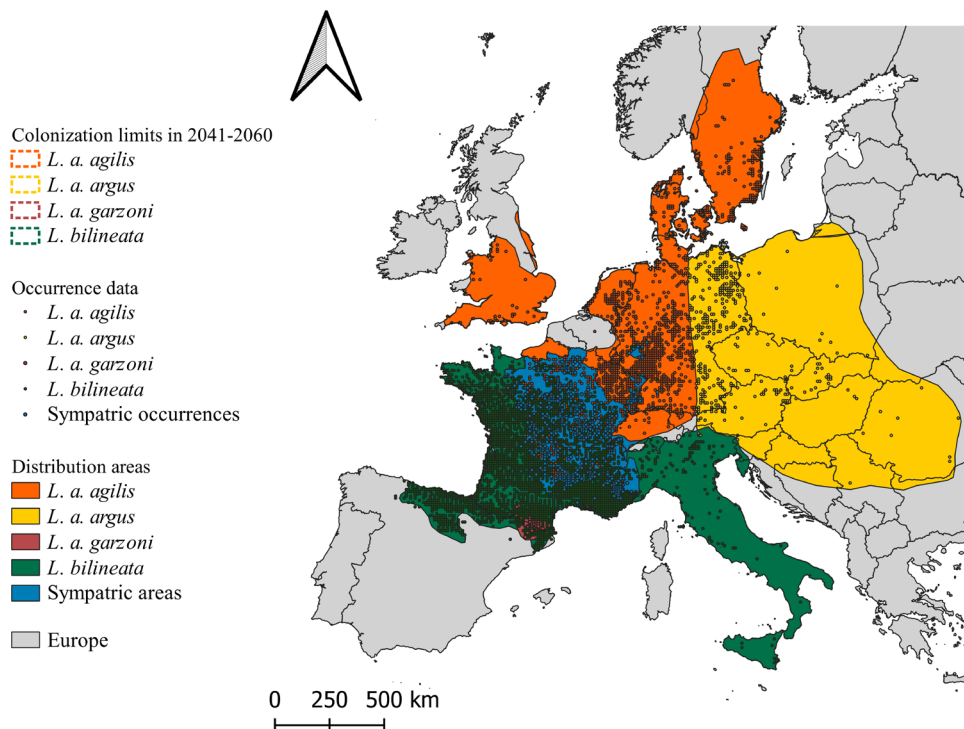 Colonization limits in 2041-2060
L. a. agilis
L. a. argus
L. a. garzoni
L. bilineata
Occurrence data
L. a. agilis
L. a. argus
L. a. garzoni
L. bilineata
Sympatric occurrences
Distribution areas
L. a. agilis
L. a. argus
L. a. garzoni
L. bilineata
Sympatric areas
Europe
0 250 500 km